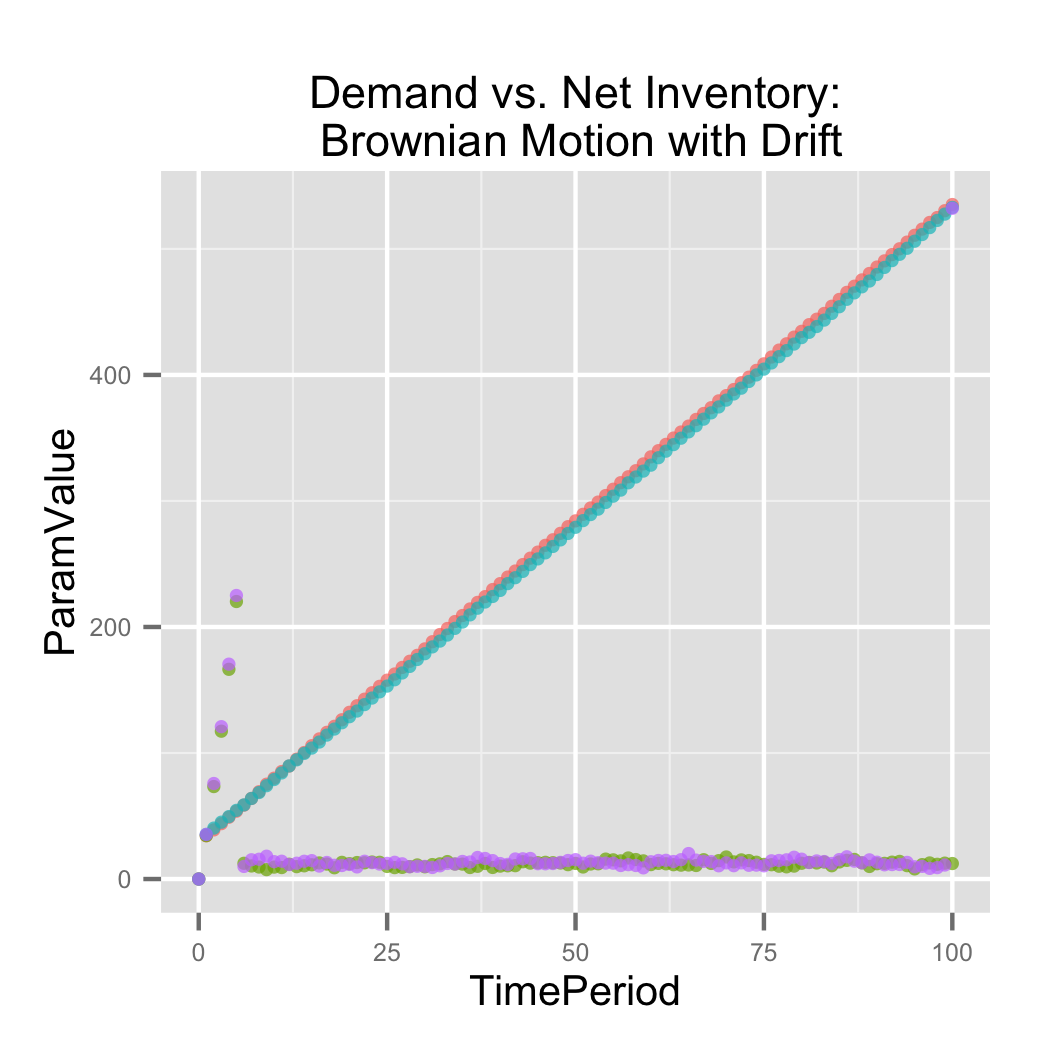 Demand vs. Net Inventory:
Brownian Motion with Drift
ParamValue
400
200
0
0 25 50 75 100
TimePeriod